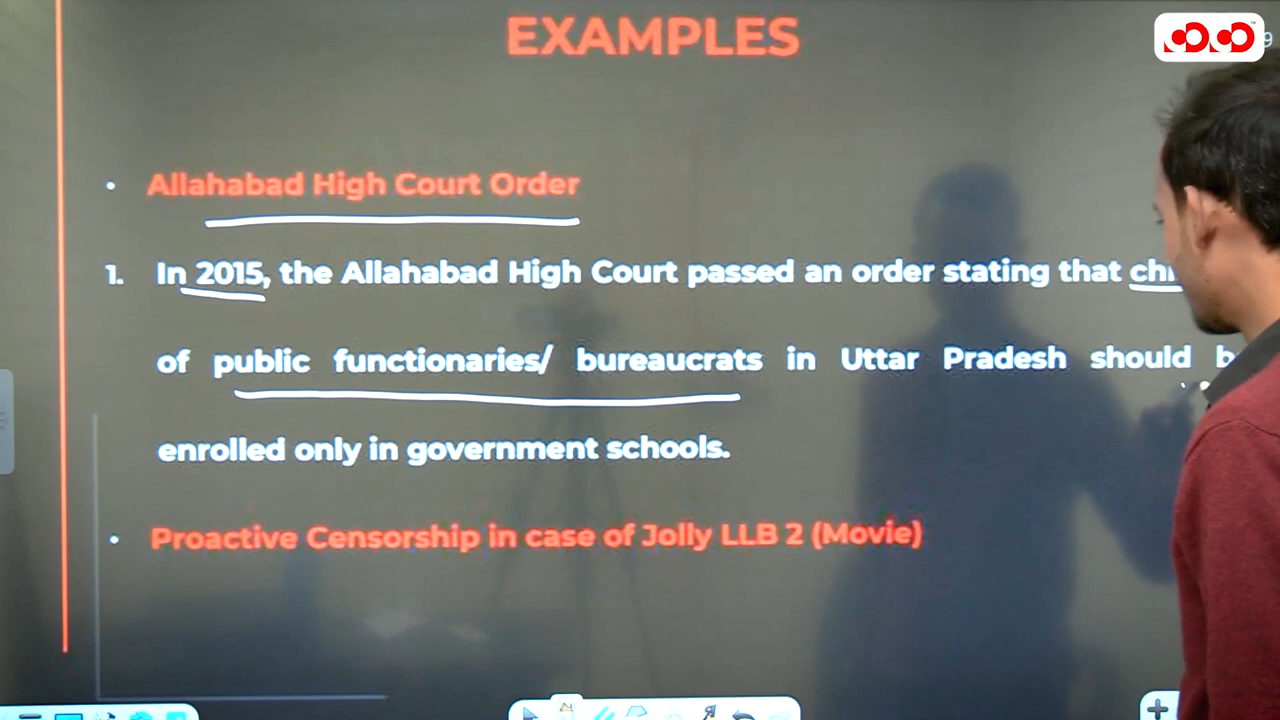 EXAMPLES
• Allahabad High Court Order
1. In 2015, the Allahabad High Court passed an order stating that
of public functionaries/ bureaucrats in Uttar Pradesh should
enrolled only in government schools.
• Proactive Censorship in case of Jolly LLB 2 (Movie)